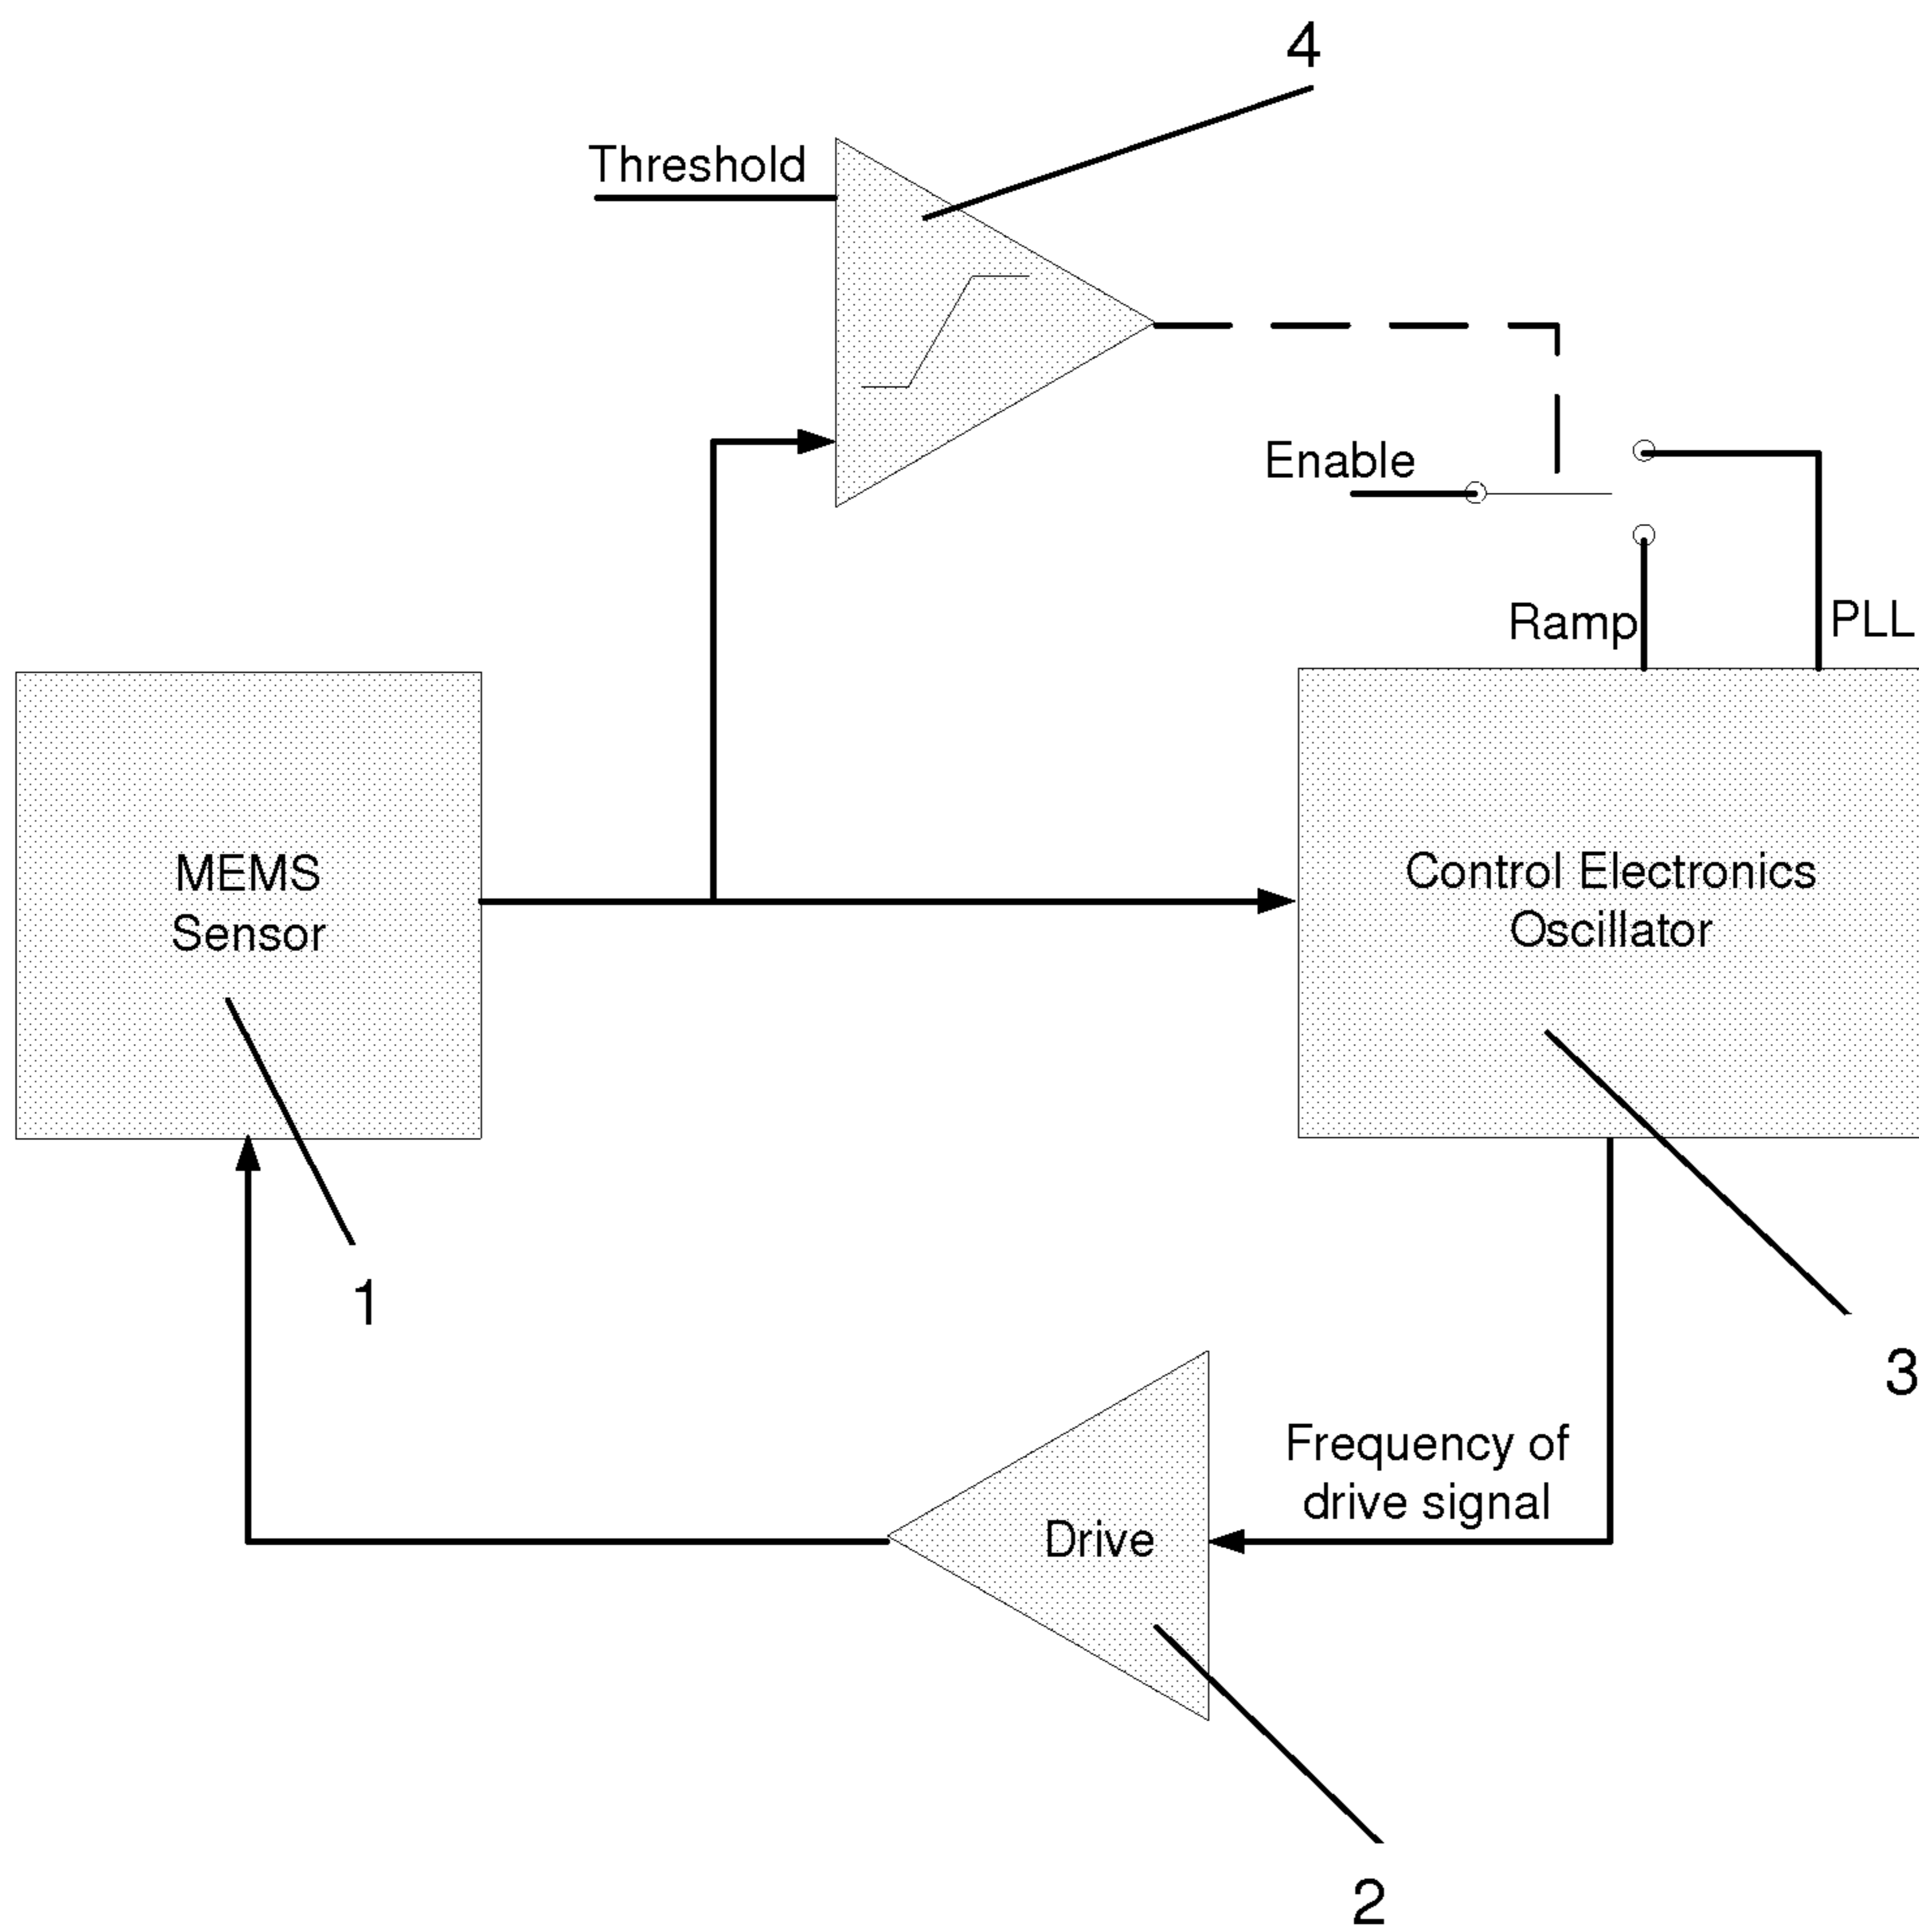 4
Threshold
Enable
Ramp
PLL
MEMS
Sensor
Control Electronics
Oscillator
1
3
Frequency of
drive signal
Drive
2